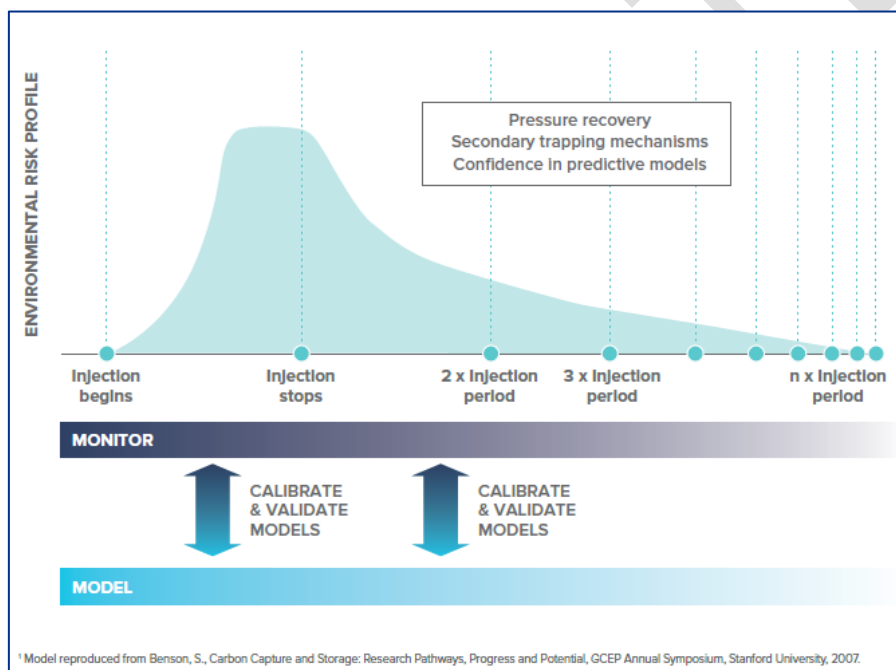 ENVIRONMENTAL RISK PROFILE
Pressure recovery
Secondary trapping mechanisms
Confidence in predictive models
Injection
begins
Injection
stops
2 x Injection
period
3 x Injection
period
n x Injection
period
MONITOR
CALIBRATE
& VALIDATE
MODELS
CALIBRATE
& VALIDATE
MODELS
MODEL
¹ Model reproduced from Benson, S., Carbon Capture and Storage: Research Pathways, Progress and Potential, GCEP Annual Symposium, Stanford University, 2007.